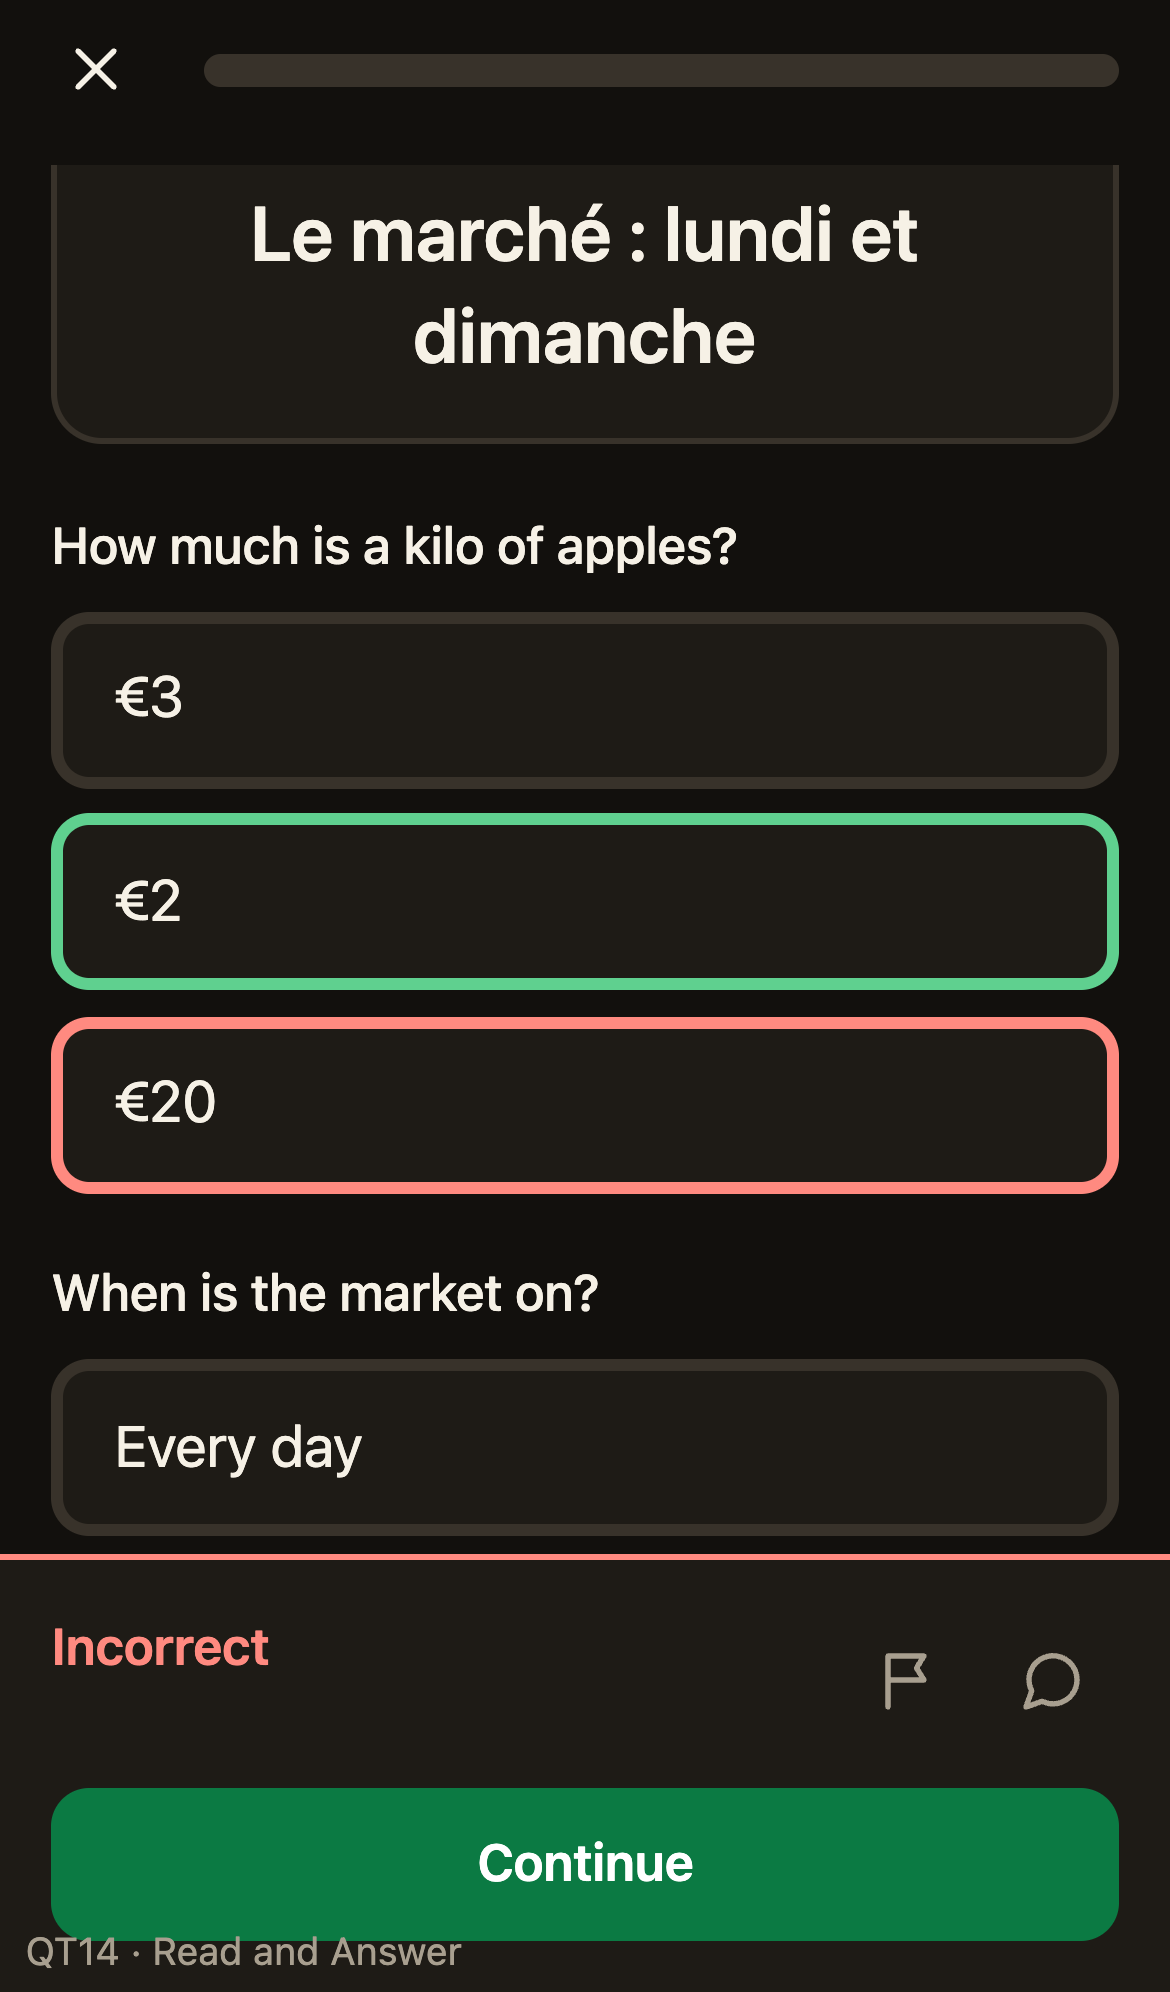 Le marché : lundi et
dimanche
How much is a kilo of apples?
€3
€2
€20
When is the market on?
Every day
Incorrect
Continue
QT14 · Read and Answer